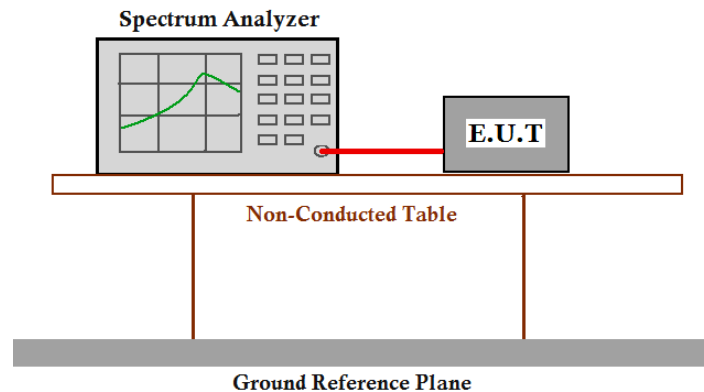 Spectrum Analyzer
E.U.T
Non-Conducted Table
Ground Reference Plane